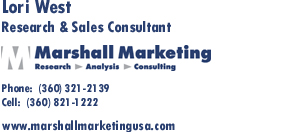 Lori West
Research & Sales Consultant
M Marshall Marketing
Research ► Analysis ► Consulting
Phone: (360) 321-2139
Cell: (360) 821-1222
www.marshallmarketingusa.com